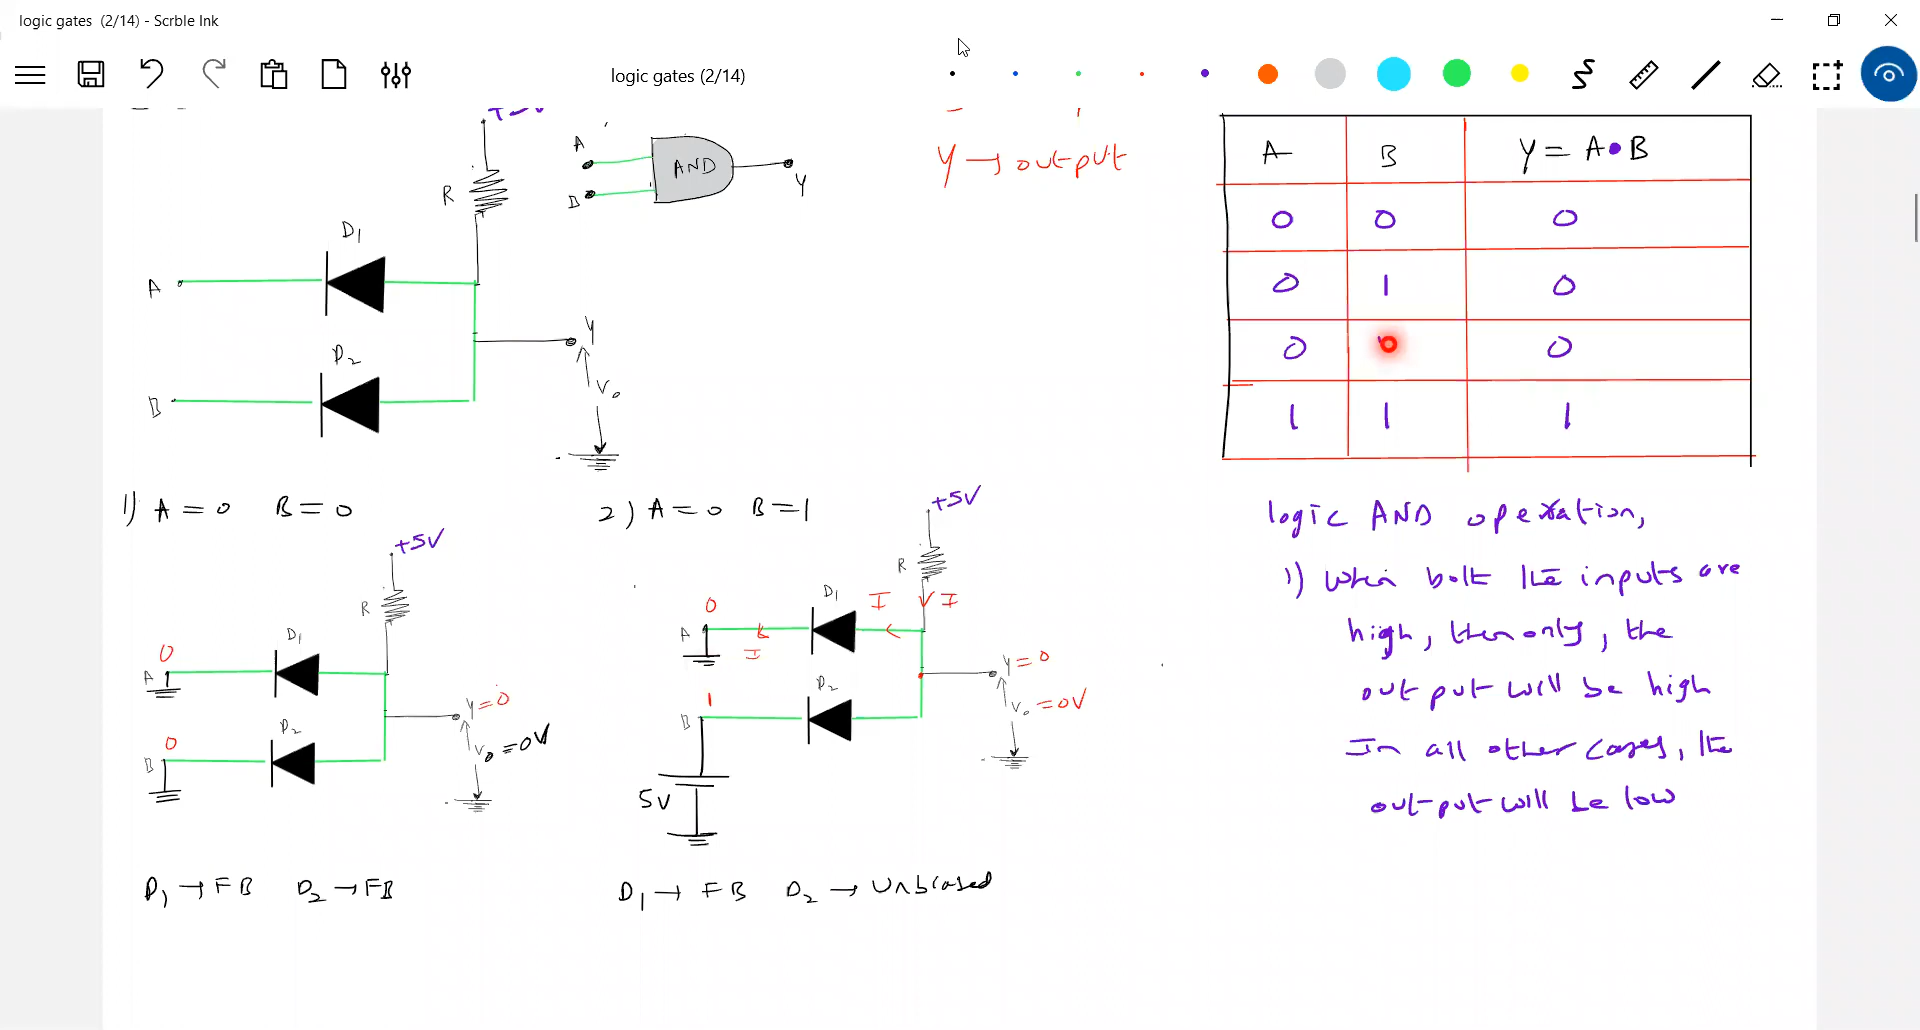 logic gates (2/14) - Scrble Ink
logic gates (2/14)
+5V
R
D1
A
D2
B
Y
Vo
A
B
AND
Y
Y → output
A B Y = A • B
0 0 0
0 1 0
0 0
1 1 1
1) A = 0 B = 0
+5V
R
D1
0
A
D2
0
B
Y = 0
Vo = 0V
D1 → FB D2 → FB
2) A = 0 B = 1
+5V
R
I
I
D1
0
A
I
D2
1
B
Y = 0
Vo = 0V
5V
D1 → FB D2 → Unbiased
logic AND operation,
1) When both the inputs are
high, then only, the
output will be high
In all other cases, the
output will be low